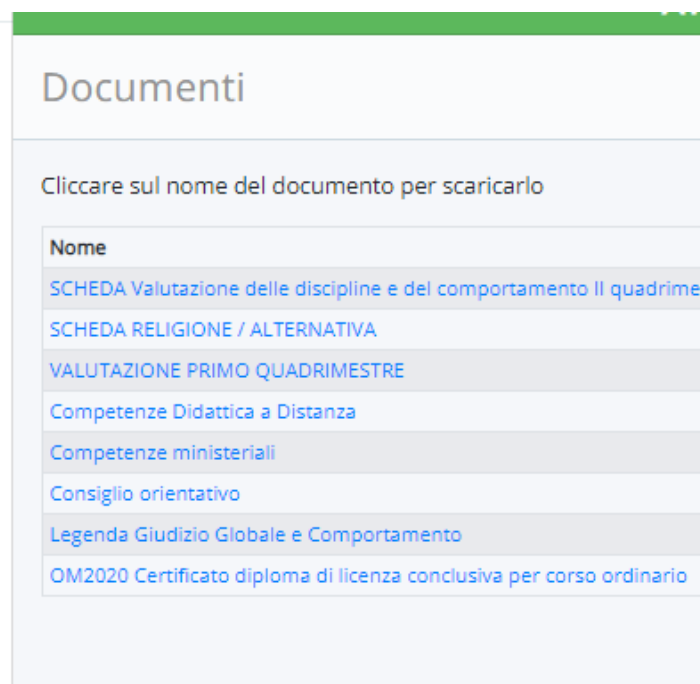 Documenti
Cliccare sul nome del documento per scaricarlo
Nome
SCHEDA Valutazione delle discipline e del comportamento II
SCHEDA RELIGIONE / ALTERNATIVA
VALUTAZIONE PRIMO QUADRIMESTRE
Competenze Didattica a Distanza
Competenze ministeriali
Consiglio orientativo
Legenda Giudizio Globale e Comportamento
OM2020 Certificato diploma di licenza conclusiva per corso ordinario